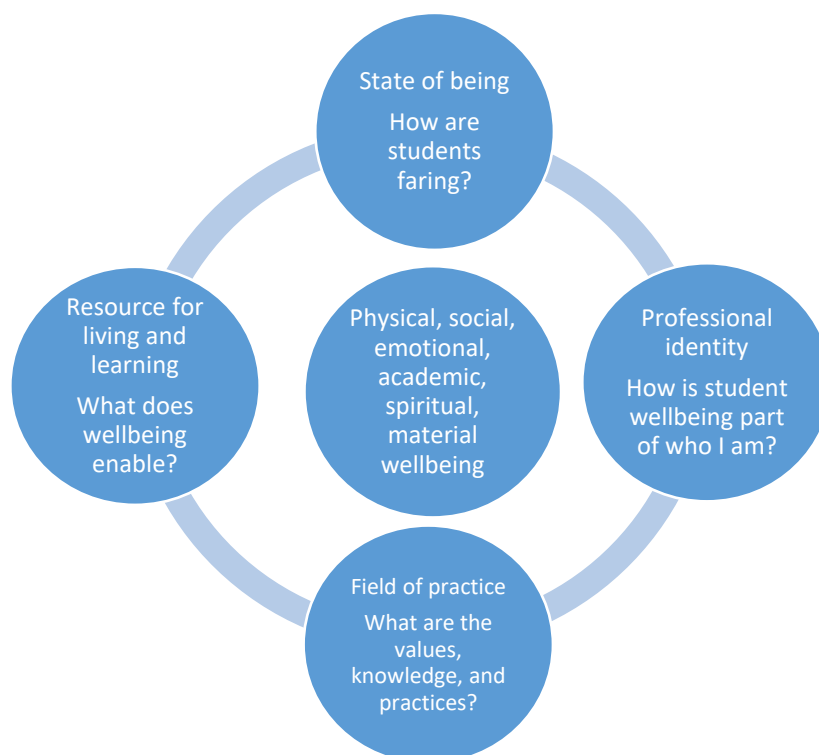 State of being
How are
students
faring?
Resource for
living and
learning
What does
wellbeing
enable?
Physical, social,
emotional,
academic,
spiritual,
material
wellbeing
Professional
identity
How is student
wellbeing part
of who I am?
Field of practice
What are the
values,
knowledge, and
practices?